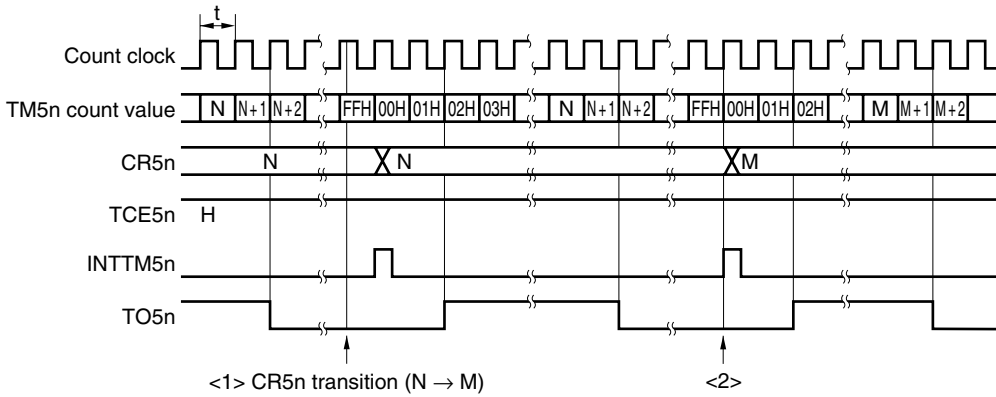 t
Count clock
TM5n count value N N+1 N+2 FFH 00H 01H 02H 03H N N+1 N+2 FFH 00H 01H 02H M M+1 M+2
CR5n N N M
TCE5n H
INTTM5n
TO5n
<1> CR5n transition (N → M) <2>